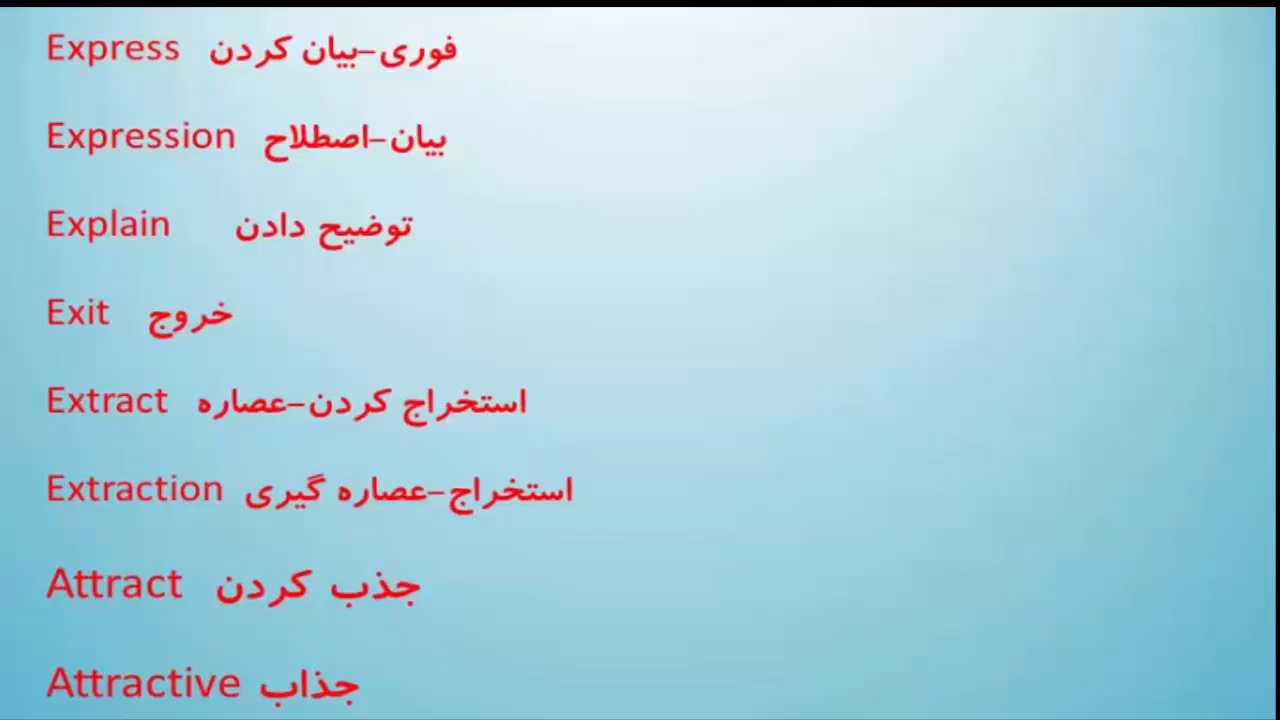 Express فوری-بیان کردن
Expression بیان-اصطلاح
Explain توضیح دادن
Exit خروج
Extract استخراج کردن-عصاره
Extraction استخراج-عصاره گیری
Attract جذب کردن
Attractive جذاب